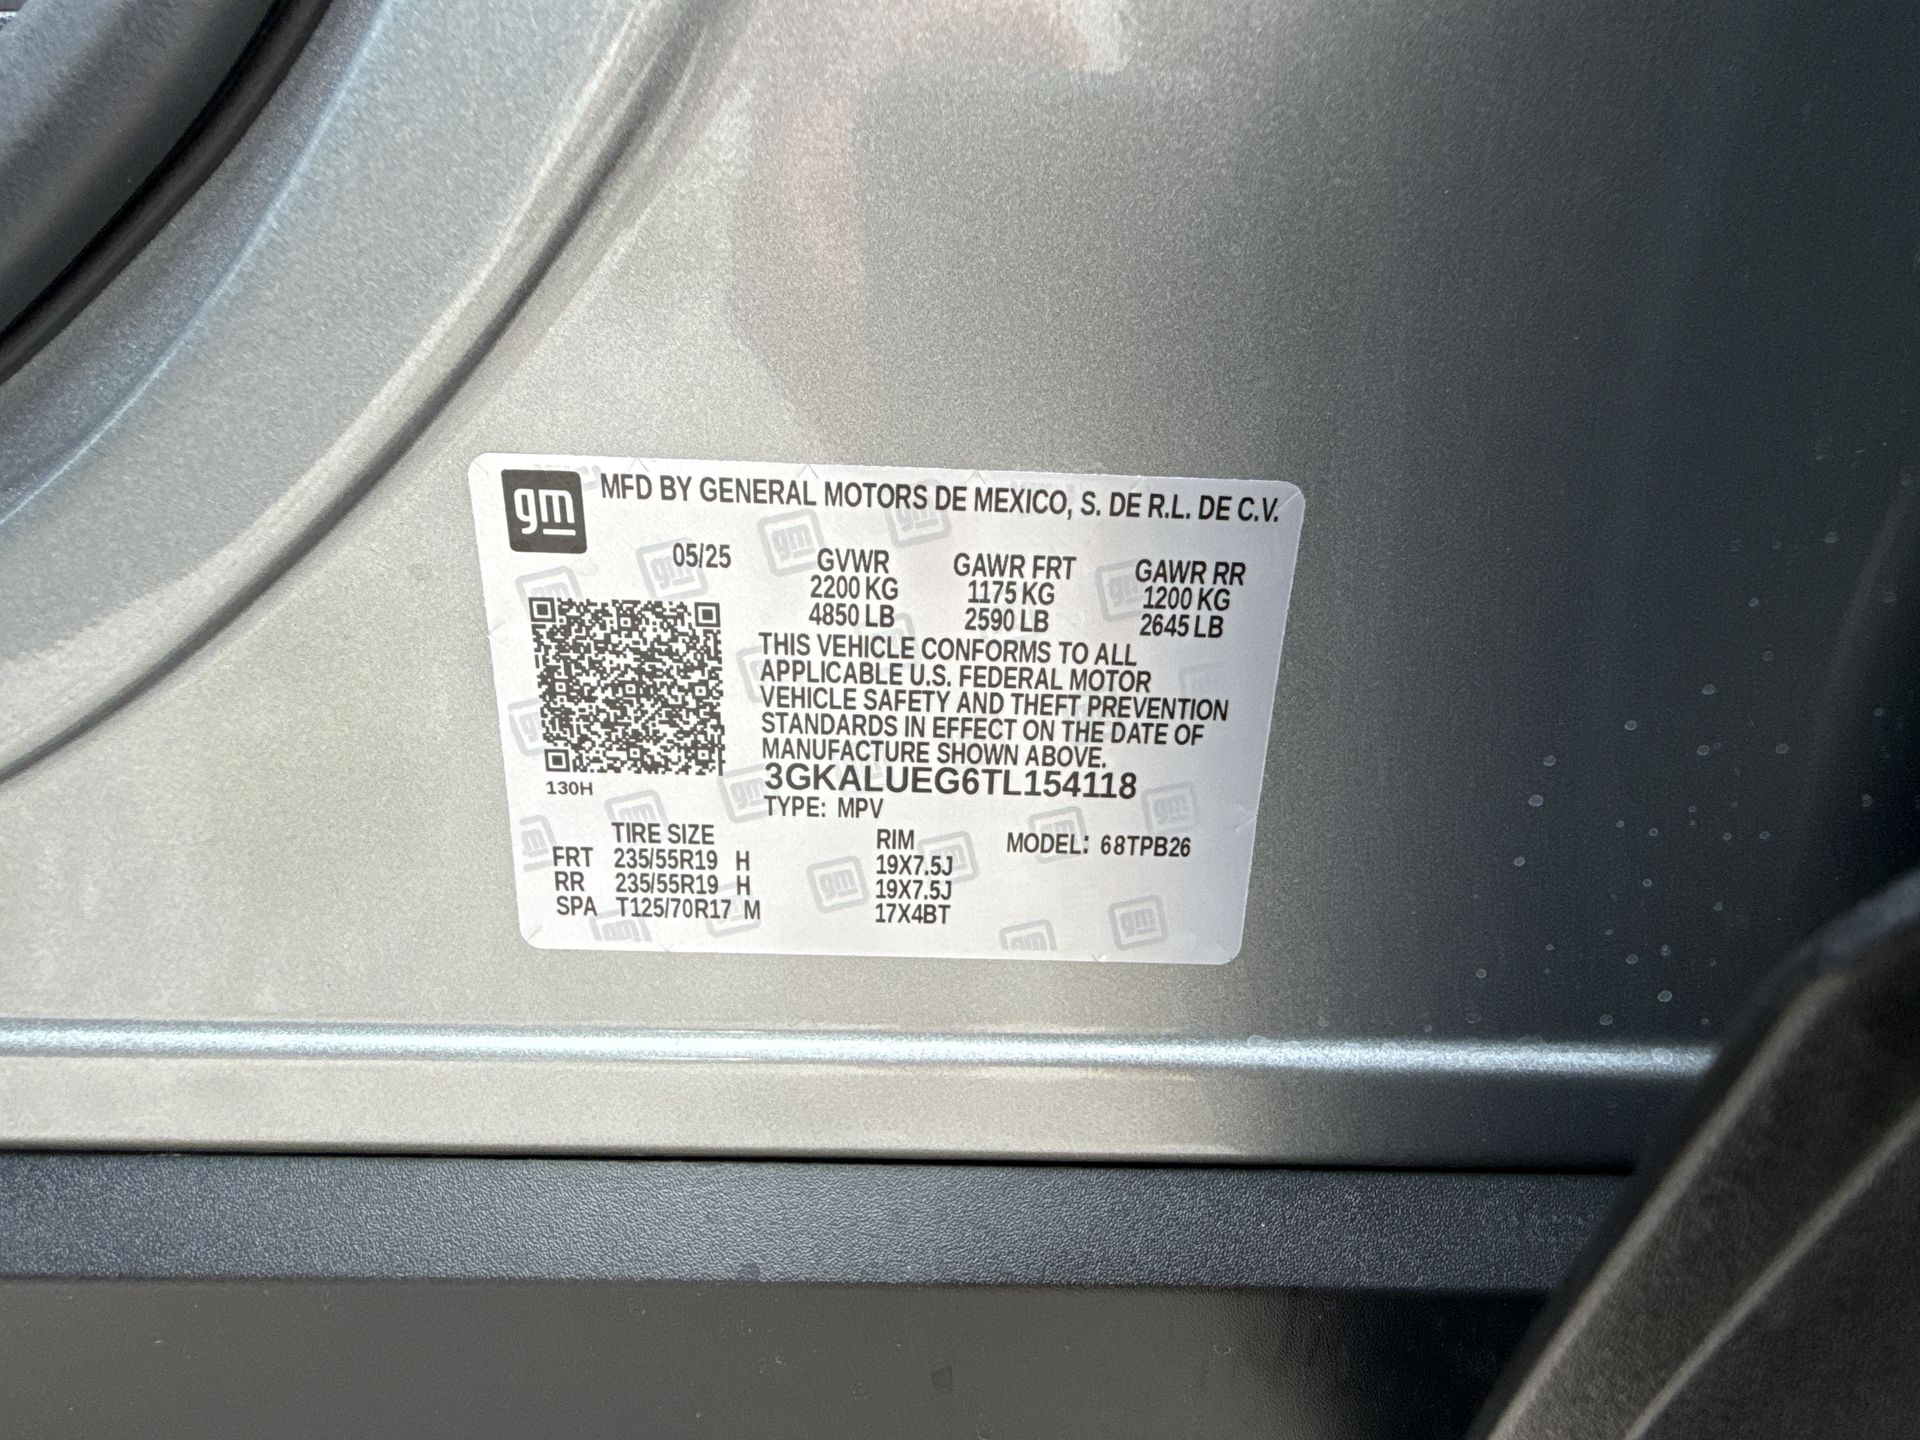 gm MFD BY GENERAL MOTORS DE MEXICO, S. DE R.L. DE C.V.
05/25 GVWR GAWR FRT GAWR RR
2200 KG 1175 KG 1200 KG
4850 LB 2590 LB 2645 LB
THIS VEHICLE CONFORMS TO ALL
APPLICABLE U.S. FEDERAL MOTOR
VEHICLE SAFETY AND THEFT PREVENTION
STANDARDS IN EFFECT ON THE DATE OF
MANUFACTURE SHOWN ABOVE.
3GKALUEG6TL154118
130H
TYPE: MPV
TIRE SIZE RIM MODEL: 68TPB26
FRT 235/55R19 H 19X7.5J
RR 235/55R19 H 19X7.5J
SPA T125/70R17 M 17X4BT